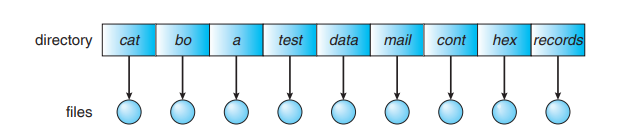 directory cat bo a test data mail cont hex records
files